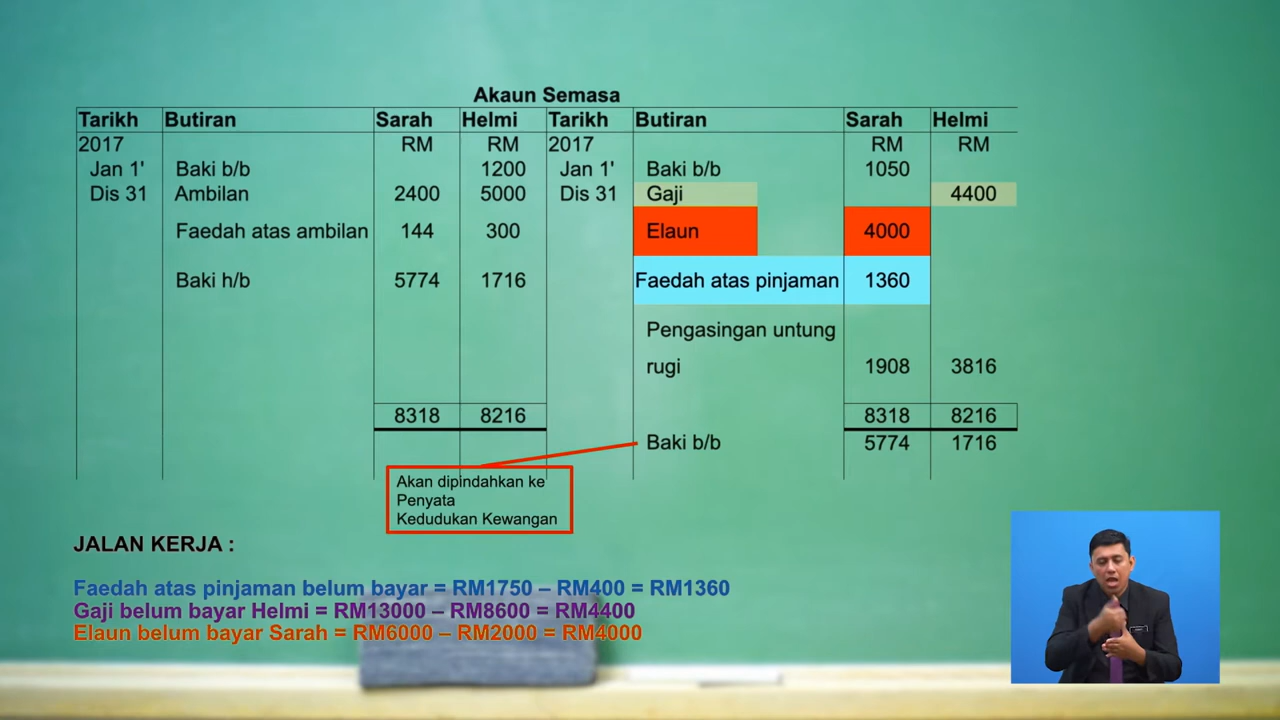 Akaun Semasa
Tarikh Butiran Sarah Helmi Tarikh Butiran Sarah Helmi
2017 RM RM 2017 RM RM
Jan 1' Baki b/b 1200 Jan 1' Baki b/b 1050
Dis 31 Ambilan 2400 5000 Dis 31 Gaji 4400
Faedah atas ambilan 144 300 Elaun 4000
Baki h/b 5774 1716 Faedah atas pinjaman 1360
Pengasingan untung
rugi 1908 3816
8318 8216 8318 8216
Baki b/b 5774 1716
Akan dipindahkan ke
Penyata
Kedudukan Kewangan
JALAN KERJA :
Faedah atas pinjaman belum bayar = RM1750 – RM400 = RM1360
Gaji belum bayar Helmi = RM13000 – RM8600 = RM4400
Elaun belum bayar Sarah = RM6000 – RM2000 = RM4000